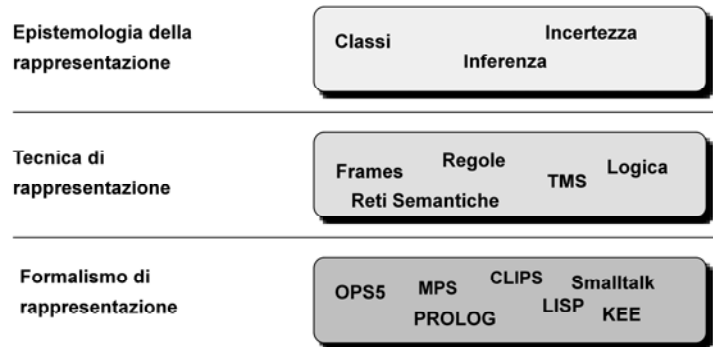 Epistemologia della
rappresentazione
Classi
Incertezza
Inferenza
Tecnica di
rappresentazione
Frames
Regole
TMS
Logica
Reti Semantiche
Formalismo di
rappresentazione
OPS5
MPS
CLIPS
Smalltalk
PROLOG
LISP
KEE